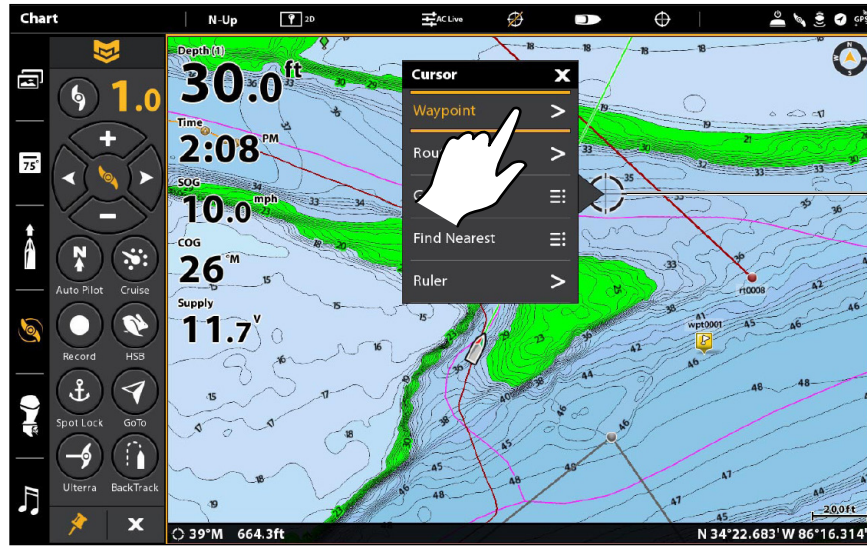 Chart
N-Up
2D
AC Live
GPS
Depth (1)
30.0 ft
Time
2:08 PM
SOG
10.0 mph
COG
26 °M
Supply
11.7 V
1.0
75°
N
Auto Pilot
Cruise
Record
HSB
Spot Lock
GoTo
Ulterra
BackTrack
X
Cursor X
Waypoint >
Rou >
G
Find Nearest
Ruler >
rt0008
wpt0001
200ft
39°M 664.3ft
N 34°22.683' W 86°16.314'